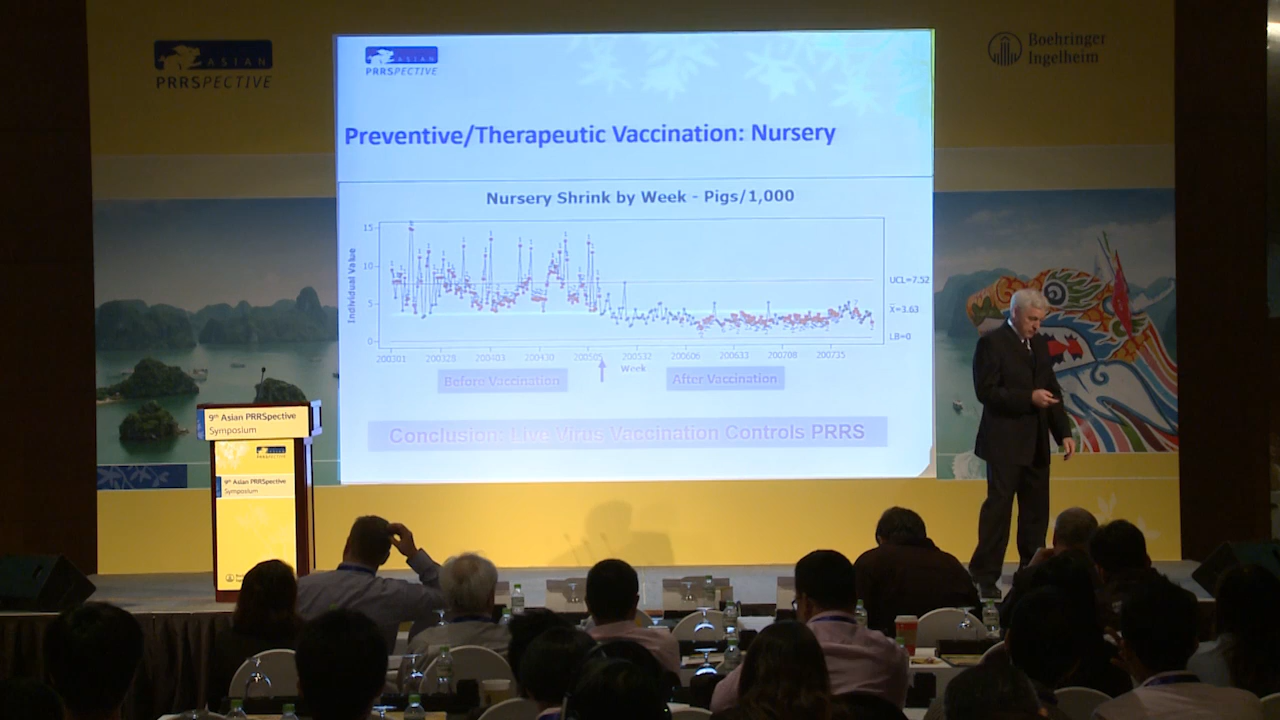 ASIAN
PRRSPECTIVE
Boehringer
Ingelheim
ASIAN
PRRSPECTIVE
Preventive/Therapeutic Vaccination: Nursery
Nursery Shrink by Week - Pigs/1,000
Individual Value
15
10
5
0
UCL=7.52
X̄=3.63
LB=0
200301 200328 200403 200430 200505 200532 200606 200633 200708 200735
Week
Before Vaccination
After Vaccination
Conclusion: Live Virus Vaccination Controls PRRS
9th Asian PRRSpective
Symposium
9th Asian PRRSpective
Symposium